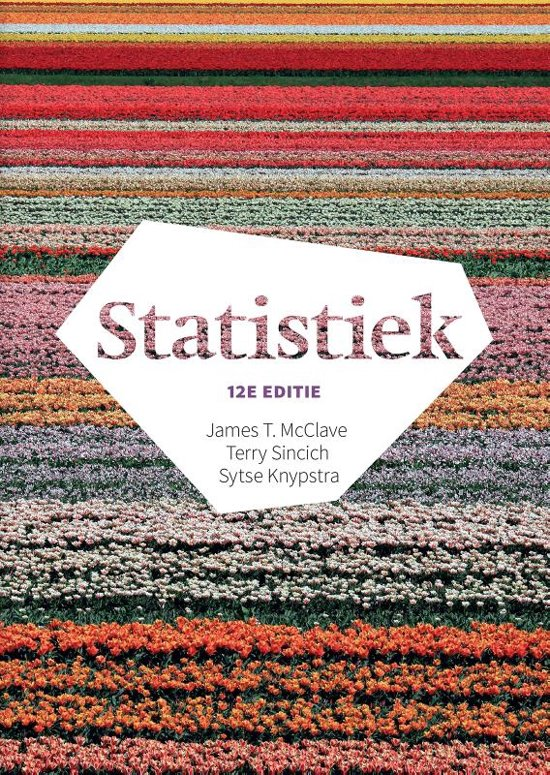 Statistiek
12E EDITIE
James T. McClave
Terry Sincich
Sytse Knypstra